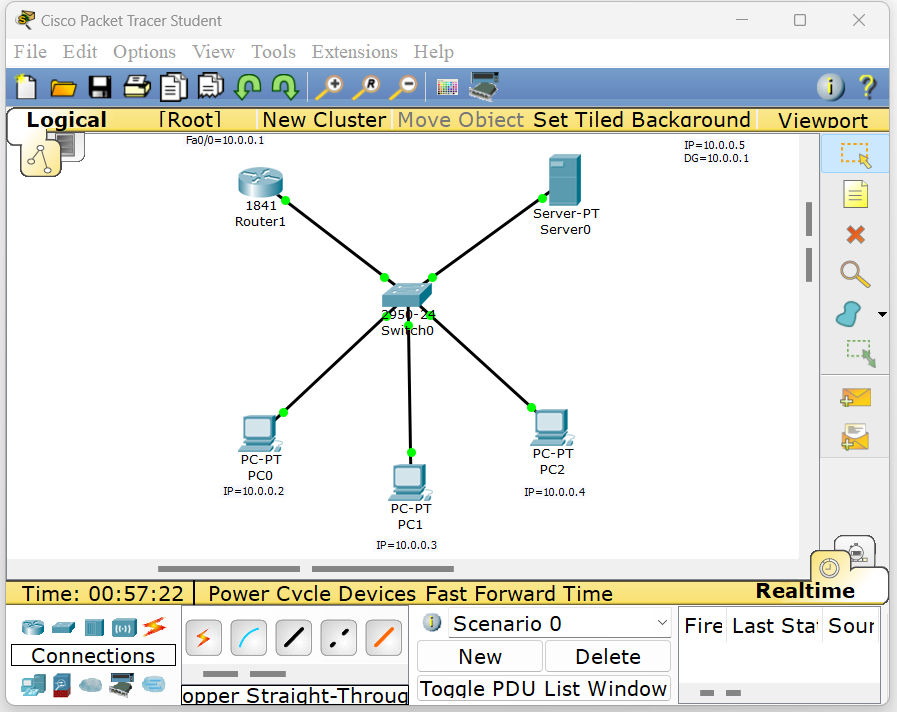 Cisco Packet Tracer Student
File Edit Options View Tools Extensions Help
Logical [Root] New Cluster Move Object Set Tiled Background Viewport
Fa0/0=10.0.0.1
IP=10.0.0.5
DG=10.0.0.1
1841
Router1
Server-PT
Server0
2950-24
Switch0
PC-PT
PC0
IP=10.0.0.2
PC-PT
PC1
IP=10.0.0.3
PC-PT
PC2
IP=10.0.0.4
Time: 00:57:22 Power Cycle Devices Fast Forward Time Realtime
Connections
opper Straight-Throug
Scenario 0
New Delete
Toggle PDU List Window
Fire Last Sta Sour